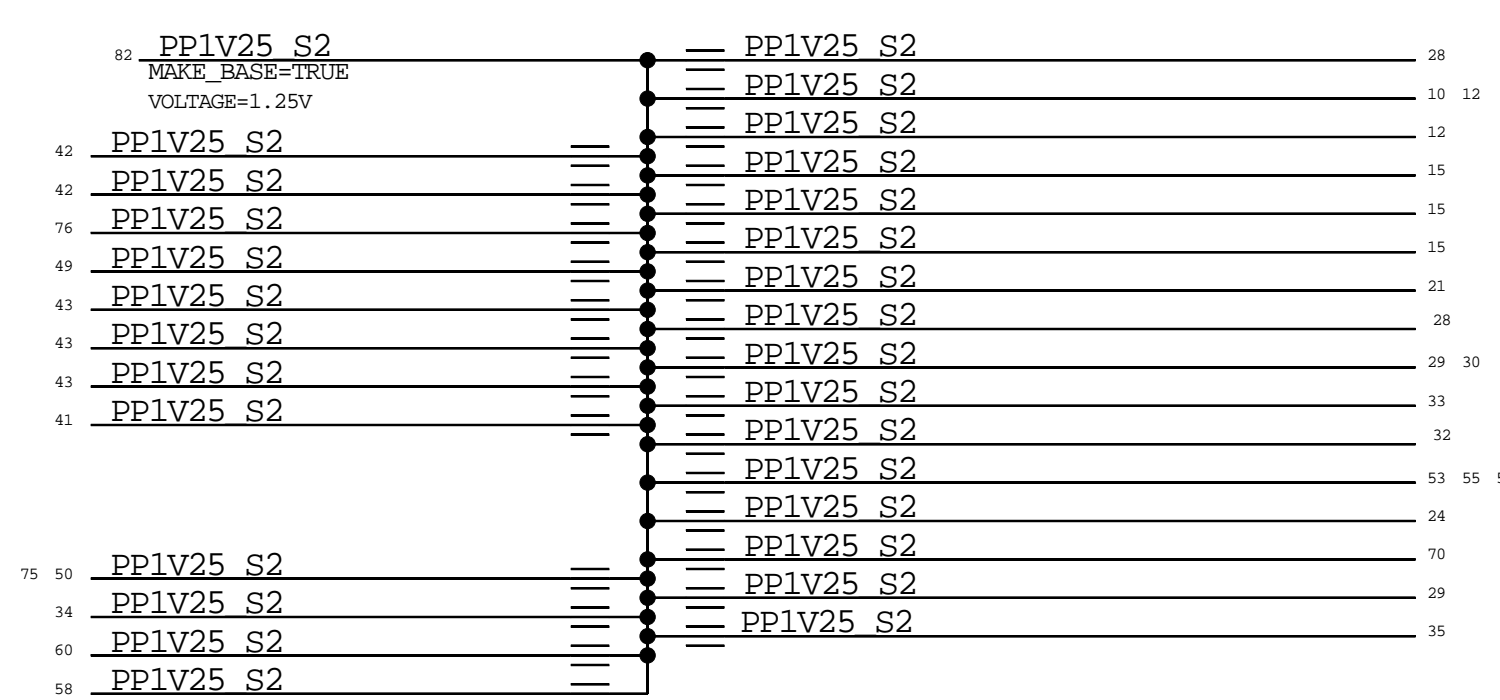 82 PP1V25_S2 PP1V25_S2 28
MAKE_BASE=TRUE
PP1V25_S2 10 12
VOLTAGE=1.25V
PP1V25_S2 12
42 PP1V25_S2
PP1V25_S2 15
42 PP1V25_S2
PP1V25_S2 15
76 PP1V25_S2
PP1V25_S2 15
49 PP1V25_S2
PP1V25_S2 21
43 PP1V25_S2
PP1V25_S2 28
43 PP1V25_S2
PP1V25_S2 29 30
43 PP1V25_S2
PP1V25_S2 33
41 PP1V25_S2
PP1V25_S2 32
PP1V25_S2 53 55
PP1V25_S2 24
PP1V25_S2 70
75 50 PP1V25_S2
PP1V25_S2 29
34 PP1V25_S2
PP1V25_S2 35
60 PP1V25_S2
58 PP1V25_S2